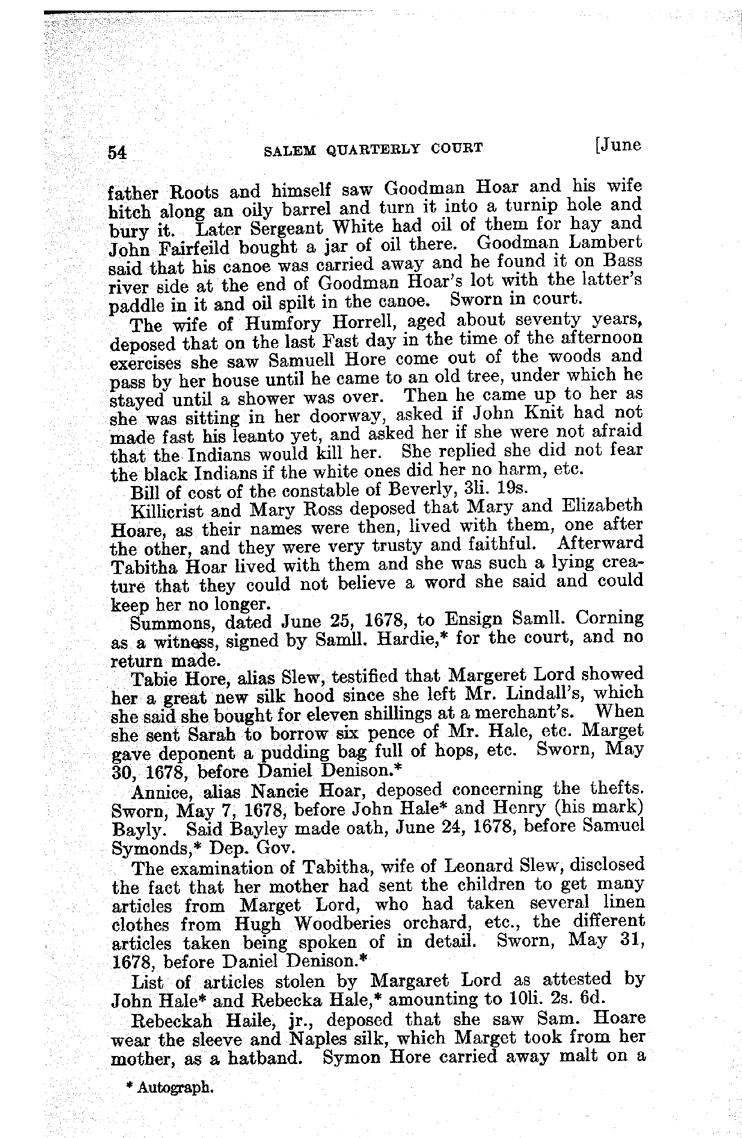 54 SALEM QUARTERLY COURT [June
father Roots and himself saw Goodman Hoar and his wife
hitch along an oily barrel and turn it into a turnip hole and
bury it. Later Sergeant White had oil of them for hay and
John Fairfeild bought a jar of oil there. Goodman Lambert
said that his canoe was carried away and he found it on Bass
river side at the end of Goodman Hoar's lot with the latter's
paddle in it and oil spilt in the canoe. Sworn in court.
The wife of Humfory Horrell, aged about seventy years,
deposed that on the last Fast day in the time of the afternoon
exercises she saw Samuell Hore come out of the woods and
pass by her house until he came to an old tree, under which he
stayed until a shower was over. Then he came up to her as
she was sitting in her doorway, asked if John Knit had not
made fast his leanto yet, and asked her if she were not afraid
that the Indians would kill her. She replied she did not fear
the black Indians if the white ones did her no harm, etc.
Bill of cost of the constable of Beverly, 3li. 19s.
Killicrist and Mary Ross deposed that Mary and Elizabeth
Hoare, as their names were then, lived with them, one after
the other, and they were very trusty and faithful. Afterward
Tabitha Hoar lived with them and she was such a lying crea-
ture that they could not believe a word she said and could
keep her no longer.
Summons, dated June 25, 1678, to Ensign Samll. Corning
as a witness, signed by Samll. Hardie,* for the court, and no
return made.
Tabie Hore, alias Slew, testified that Margeret Lord showed
her a great new silk hood since she left Mr. Lindall's, which
she said she bought for eleven shillings at a merchant's. When
she sent Sarah to borrow six pence of Mr. Hale, etc. Marget
gave deponent a pudding bag full of hops, etc. Sworn, May
30, 1678, before Daniel Denison.*
Annice, alias Nancie Hoar, deposed concerning the thefts.
Sworn, May 7, 1678, before John Hale* and Henry (his mark)
Bayly. Said Bayley made oath, June 24, 1678, before Samuel
Symonds,* Dep. Gov.
The examination of Tabitha, wife of Leonard Slew, disclosed
the fact that her mother had sent the children to get many
articles from Marget Lord, who had taken several linen
clothes from Hugh Woodberies orchard, etc., the different
articles taken being spoken of in detail. Sworn, May 31,
1678, before Daniel Denison.*
List of articles stolen by Margaret Lord as attested by
John Hale* and Rebecka Hale,* amounting to 10li. 2s. 6d.
Rebeckah Haile, jr., deposed that she saw Sam. Hoare
wear the sleeve and Naples silk, which Marget took from her
mother, as a hatband. Symon Hore carried away malt on a
* Autograph.